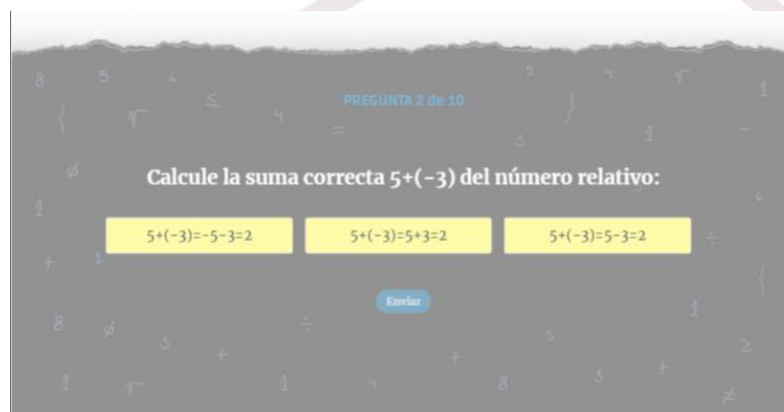 PREGUNTA 2 de 10
Calcule la suma correcta 5+(-3) del número relativo:
5+(-3)=-5-3=2
5+(-3)=5+3=2
5+(-3)=5-3=2
Enviar